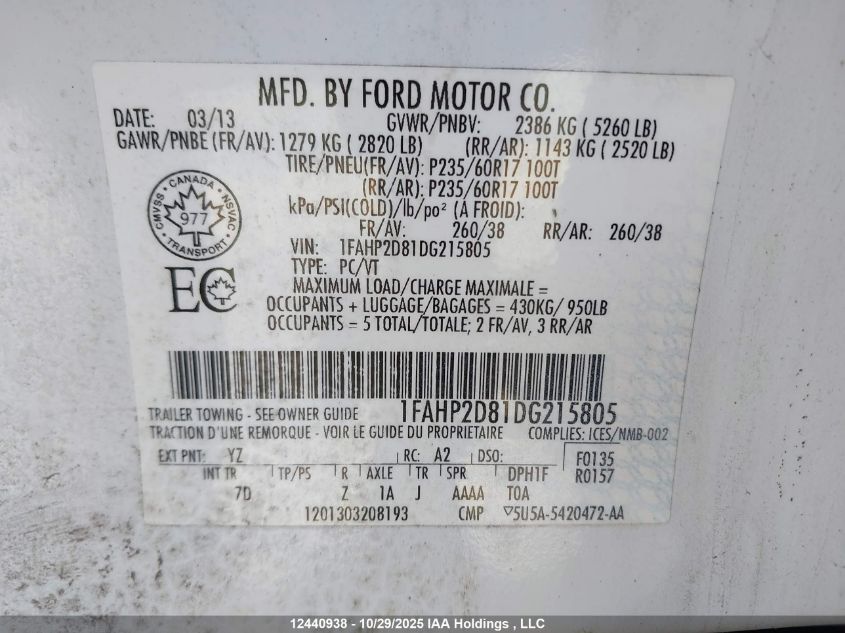 MFD. BY FORD MOTOR CO.
DATE: 03/13 GVWR/PNBV: 2386 KG ( 5260 LB)
GAWR/PNBE (FR/AV): 1279 KG ( 2820 LB) (RR/AR): 1143 KG ( 2520 LB)
TIRE/PNEU(FR/AV): P235/60R17 100T
(RR/AR): P235/60R17 100T
kPa/PSI(COLD)/lb/po² (A FROID):
FR/AV: 260/38 RR/AR: 260/38
VIN: 1FAHP2D81DG215805
TYPE: PC/VT
CANADA
CMVSS 977 NSVAC
TRANSPORT
EC
MAXIMUM LOAD/CHARGE MAXIMALE =
OCCUPANTS + LUGGAGE/BAGAGES = 430KG/ 950LB
OCCUPANTS = 5 TOTAL/TOTALE; 2 FR/AV, 3 RR/AR
TRAILER TOWING - SEE OWNER GUIDE 1FAHP2D81DG215805
TRACTION D'UNE REMORQUE - VOIR LE GUIDE DU PROPRIETAIRE COMPLIES: ICES/NMB-002
EXT PNT: YZ RC: A2 DSO: F0135
INT TR TP/PS R AXLE TR SPR DPH1F R0157
7D Z 1A J AAAA TOA
1201303208193 CMP ▽5U5A-5420472-AA
12440938 - 10/29/2025 IAA Holdings , LLC